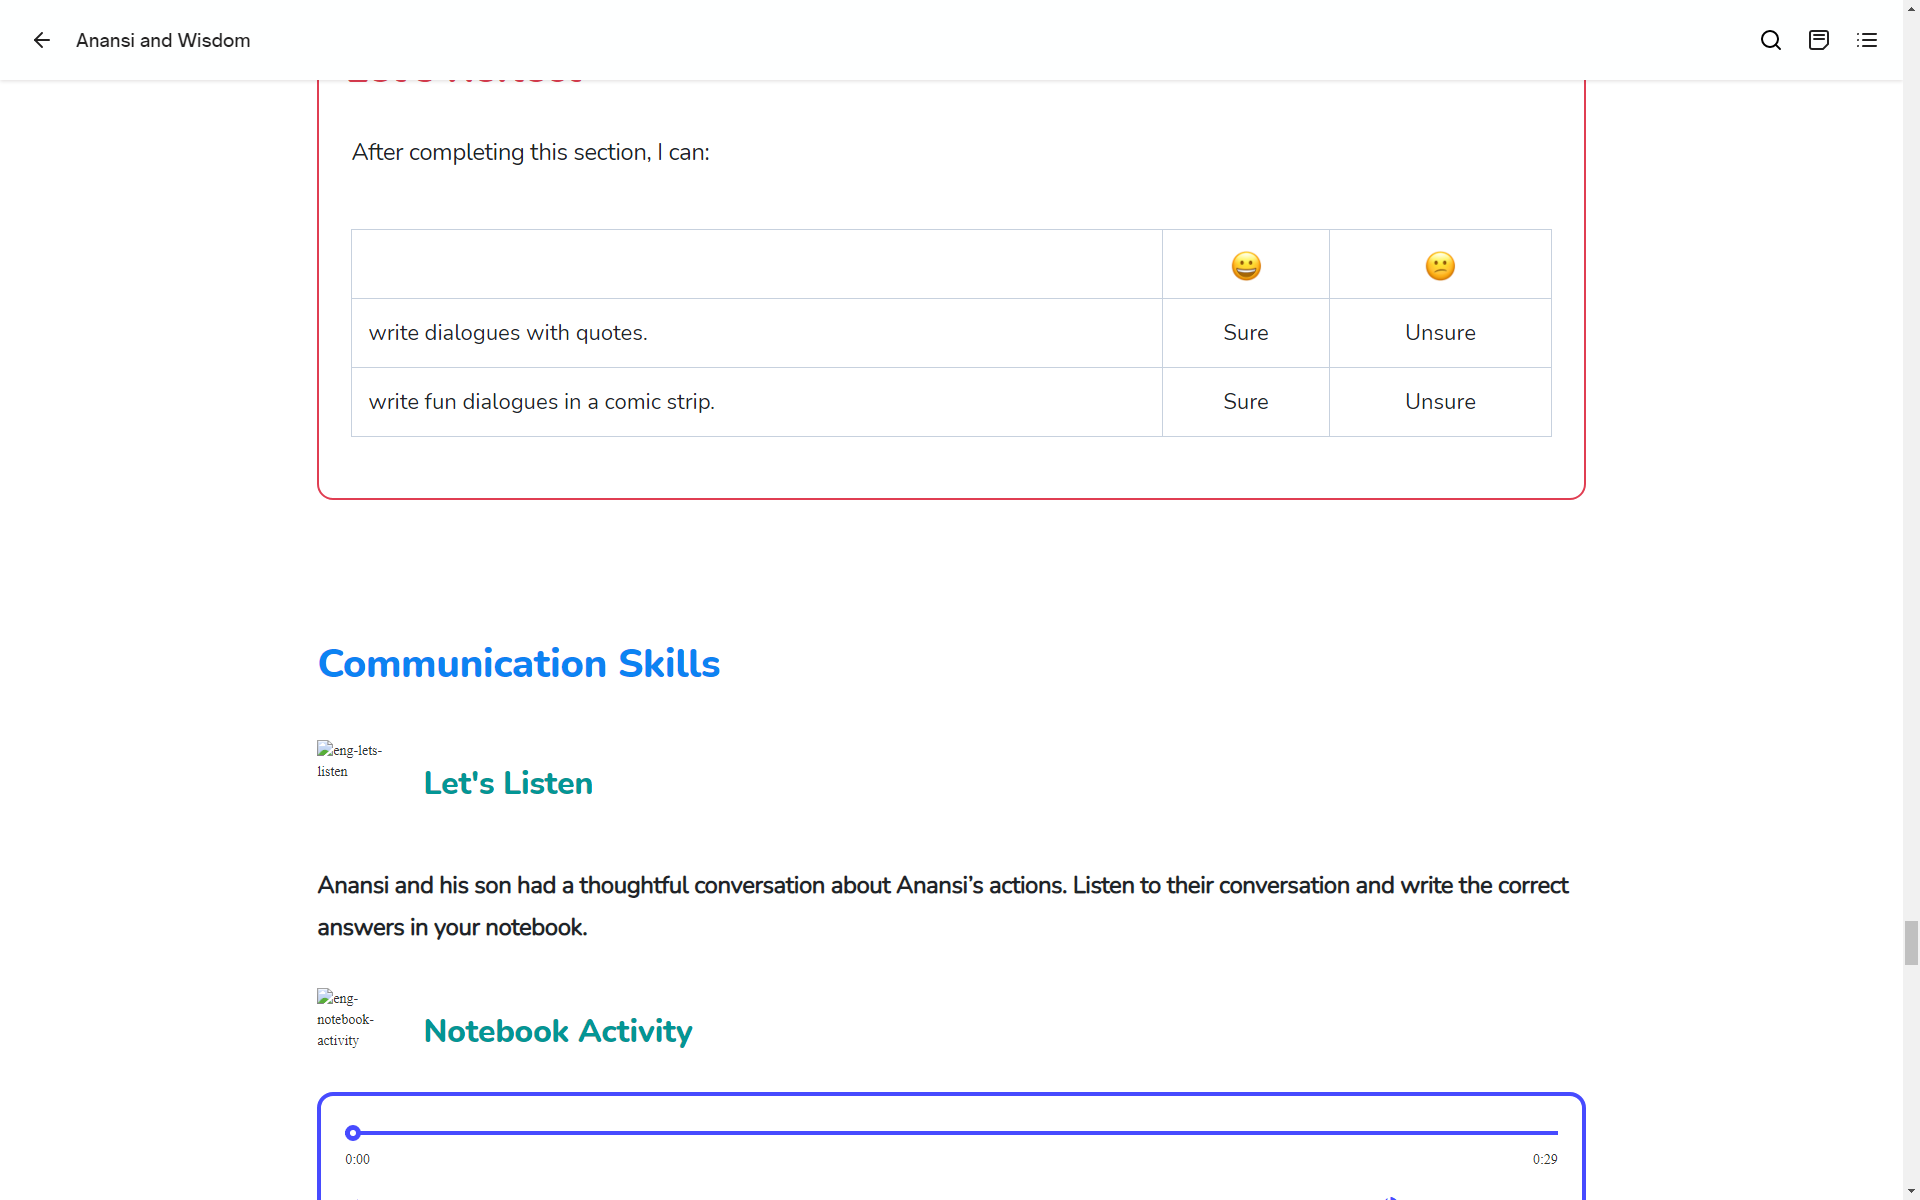 Anansi and Wisdom
After completing this section, I can:
write dialogues with quotes. Sure Unsure
write fun dialogues in a comic strip. Sure Unsure
Communication Skills
eng-lets-
listen
Let's Listen
Anansi and his son had a thoughtful conversation about Anansi’s actions. Listen to their conversation and write the correct
answers in your notebook.
eng-
notebook-
activity
Notebook Activity
0:00 0:29